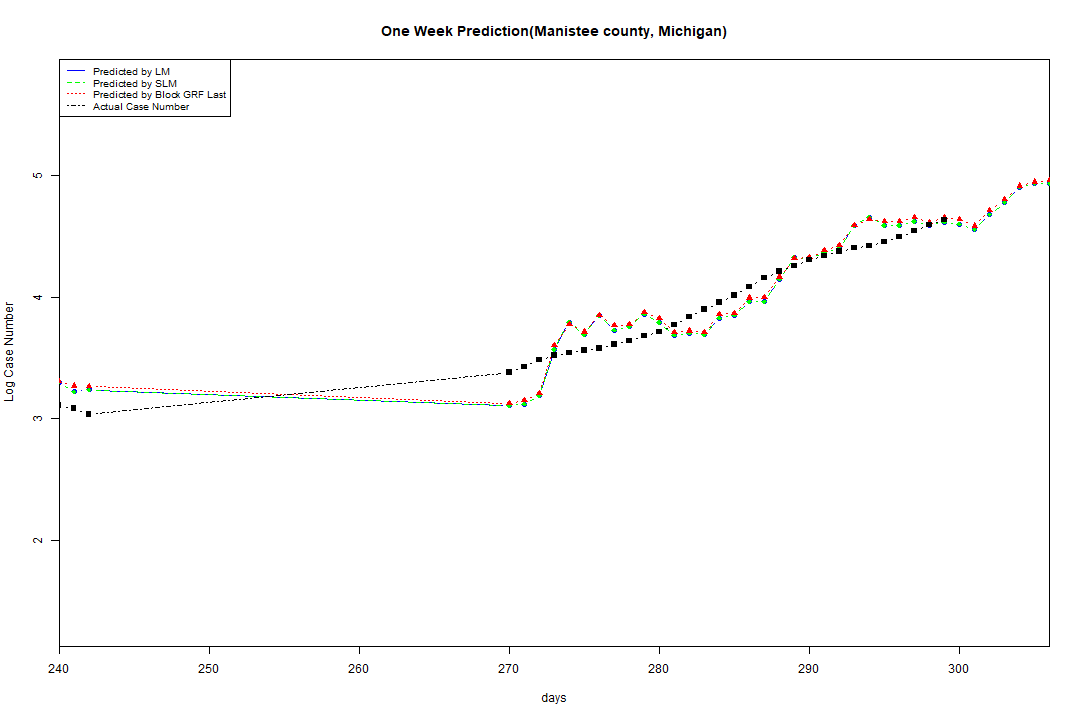 One Week Prediction(Manistee county, Michigan)
Predicted by LM
Predicted by SLM
Predicted by Block GRF Last
Actual Case Number
5
4
3
2
Log Case Number
240 250 260 270 280 290 300
days